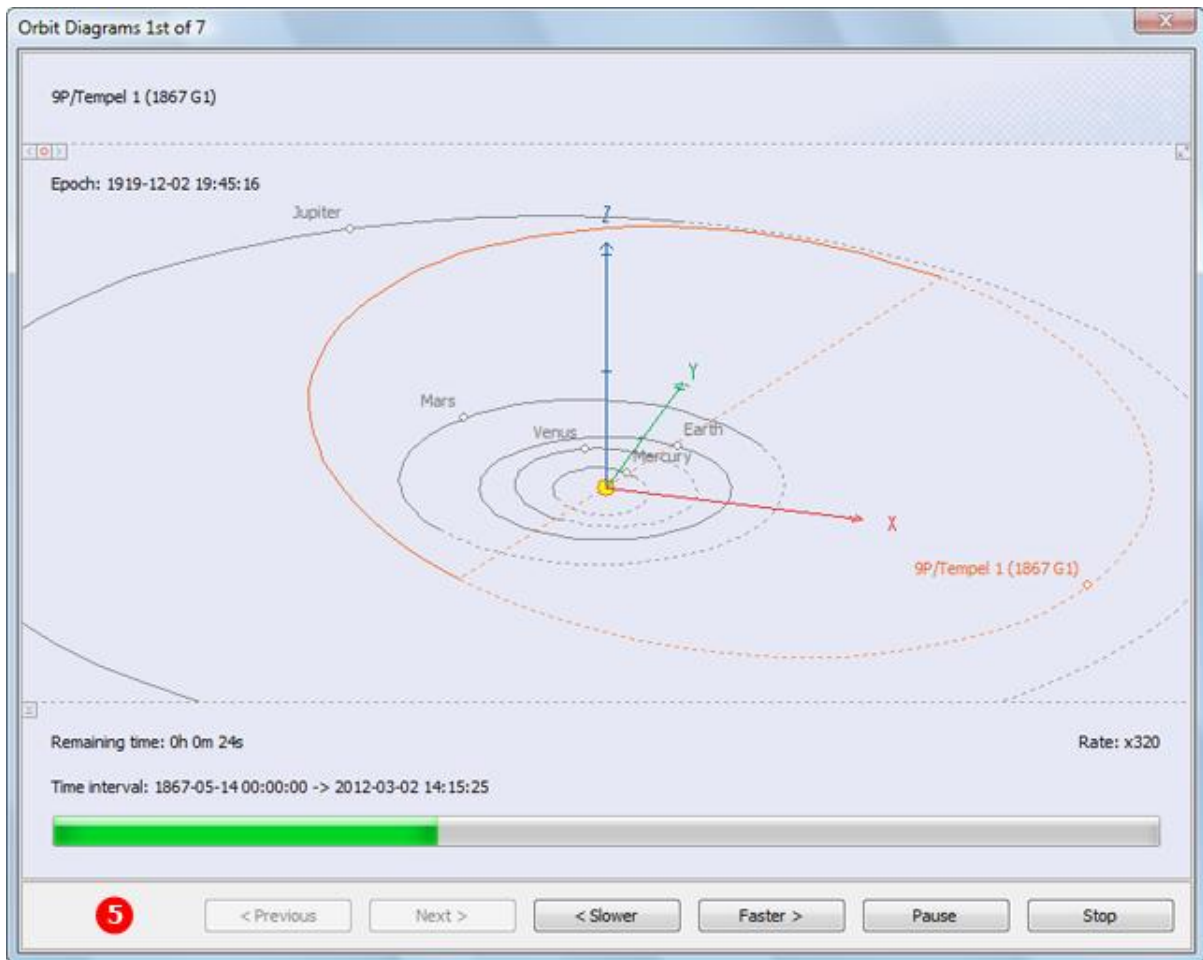 Orbit Diagrams 1st of 7
9P/Tempel 1 (1867 G1)
Epoch: 1919-12-02 19:45:16
Jupiter
Z
Y
Mars
Venus
Earth
Mercury
X
9P/Tempel 1 (1867 G1)
Remaining time: 0h 0m 24s
Rate: x320
Time interval: 1867-05-14 00:00:00 -> 2012-03-02 14:15:25
5
< Previous
Next >
< Slower
Faster >
Pause
Stop